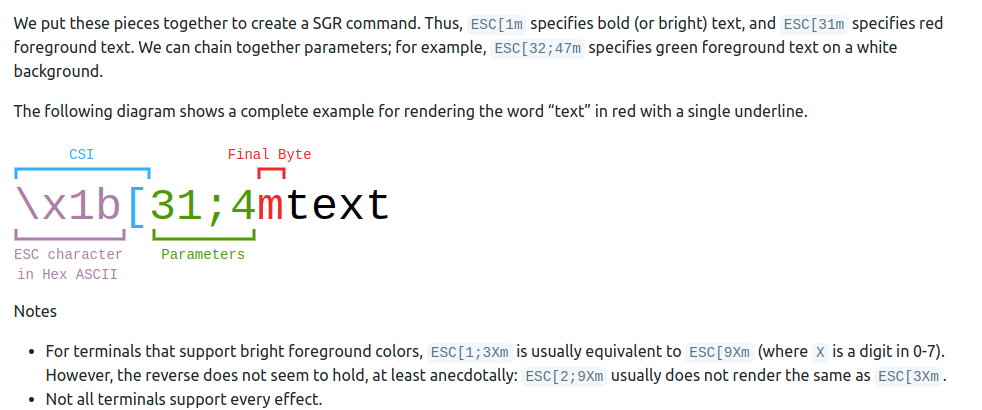 We put these pieces together to create a SGR command. Thus, ESC[1m specifies bold (or bright) text, and ESC[31m specifies red
foreground text. We can chain together parameters; for example, ESC[32;47m specifies green foreground text on a white
background.
The following diagram shows a complete example for rendering the word “text” in red with a single underline.
CSI Final Byte
\x1b[31;4mtext
ESC character Parameters
in Hex ASCII
Notes
• For terminals that support bright foreground colors, ESC[1;3Xm is usually equivalent to ESC[9Xm (where X is a digit in 0-7).
However, the reverse does not seem to hold, at least anecdotally: ESC[2;9Xm usually does not render the same as ESC[3Xm.
• Not all terminals support every effect.